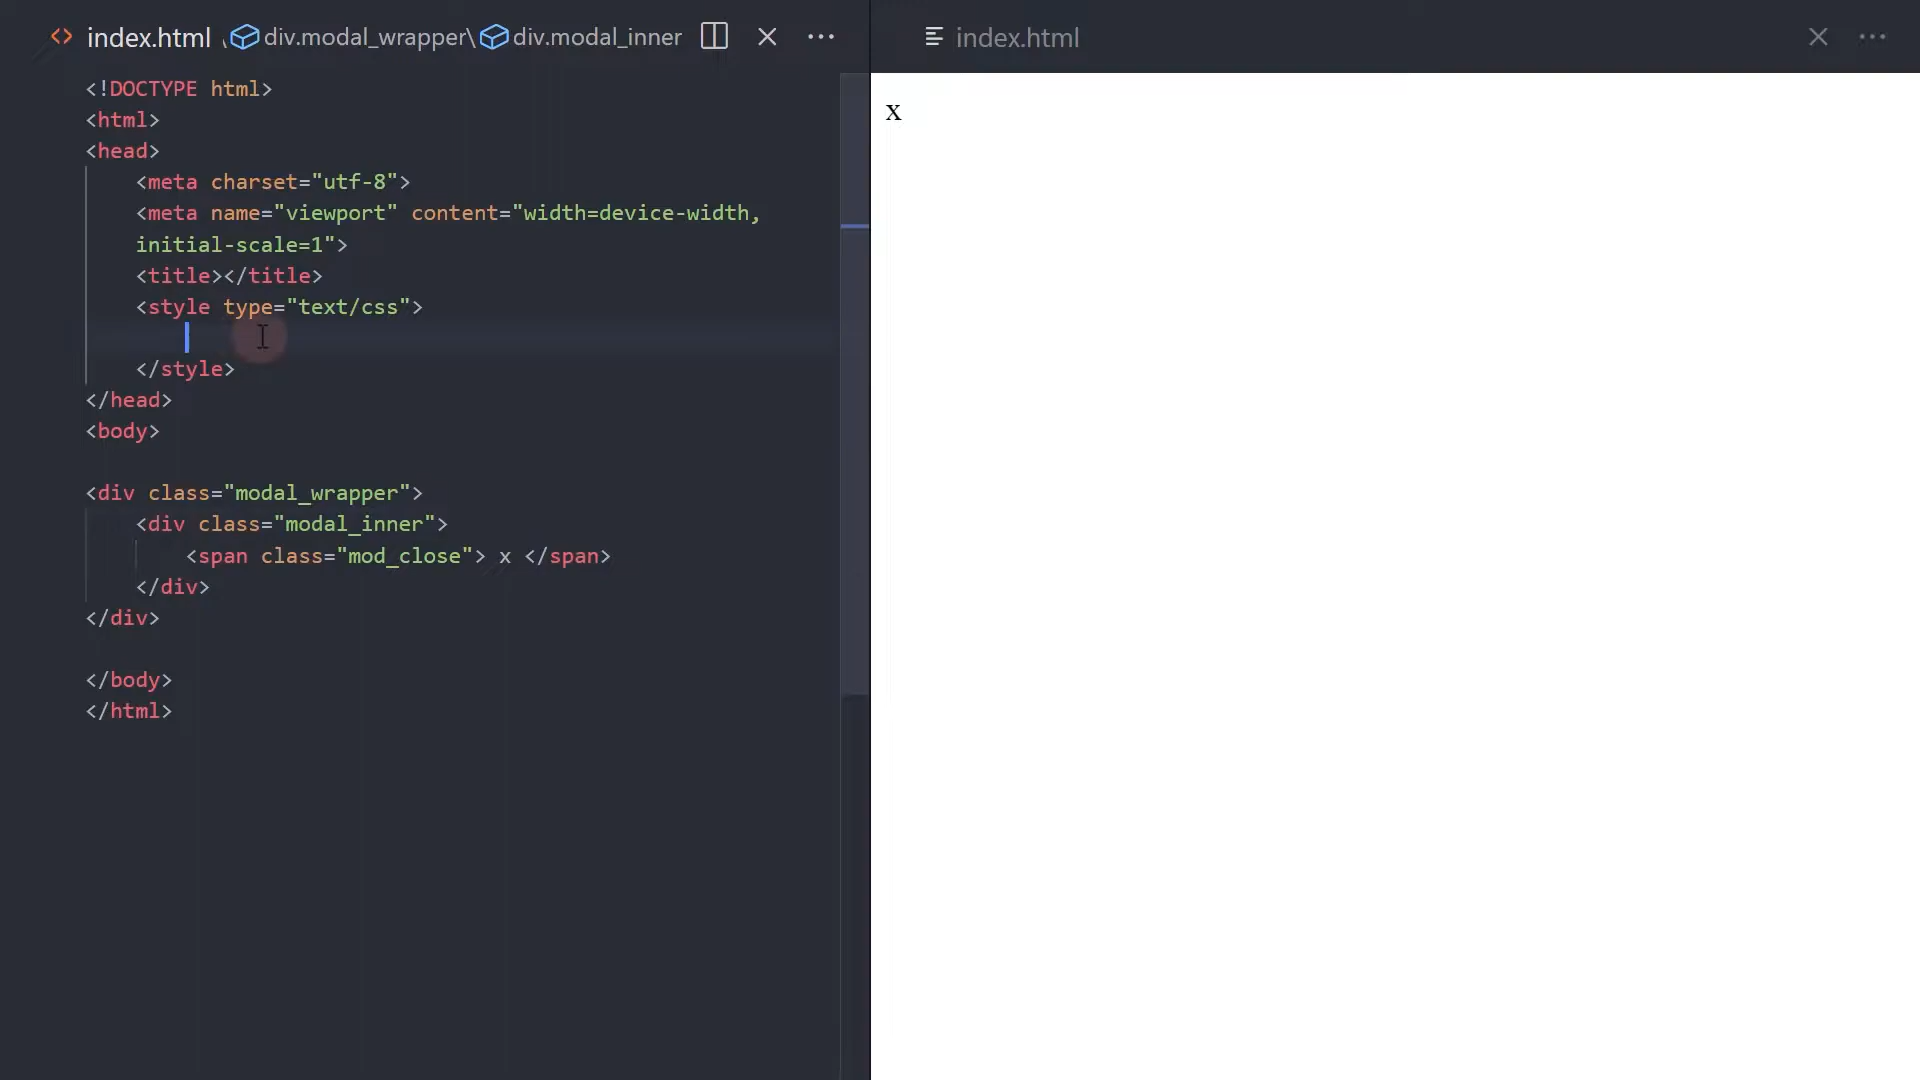 index.html \ div.modal_wrapper\ div.modal_inner
<!DOCTYPE html>
<html>
<head>
<meta charset="utf-8">
<meta name="viewport" content="width=device-width,
initial-scale=1">
<title></title>
<style type="text/css">
</style>
</head>
<body>
<div class="modal_wrapper">
<div class="modal_inner">
<span class="mod_close"> x </span>
</div>
</div>
</body>
</html>
index.html
x